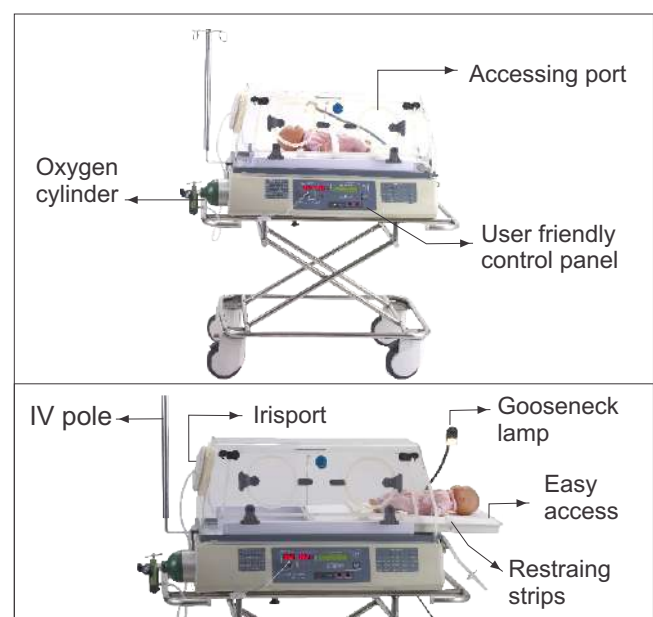 Accessing port
Oxygen
cylinder
User friendly
control panel
IV pole
Irisport
Gooseneck
lamp
Easy
access
Restraing
strips